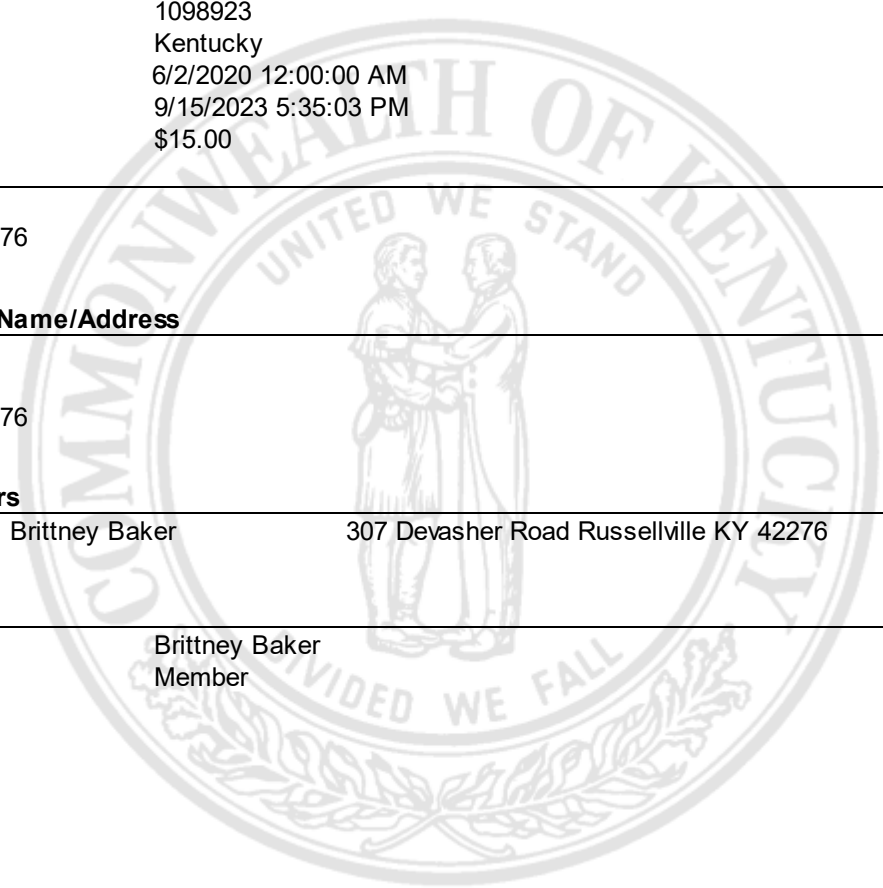 1098923
Kentucky
6/2/2020 12:00:00 AM
9/15/2023 5:35:03 PM
$15.00
76
Name/Address
76
rs
Brittney Baker 307 Devasher Road Russellville KY 42276
Brittney Baker
Member
COMMONWEALTH OF KENTUCKY
UNITED WE STAND
DIVIDED WE FALL